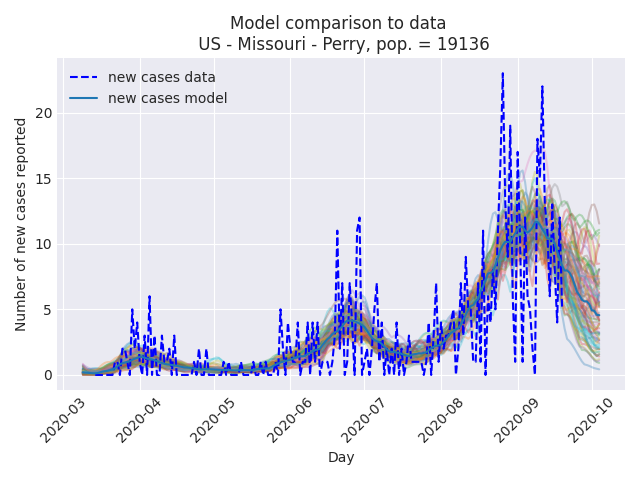 Model comparison to data
US - Missouri - Perry, pop. = 19136
new cases data
new cases model
Number of new cases reported
20
15
10
5
0
2020-03
2020-04
2020-05
2020-06
2020-07
2020-08
2020-09
2020-10
Day